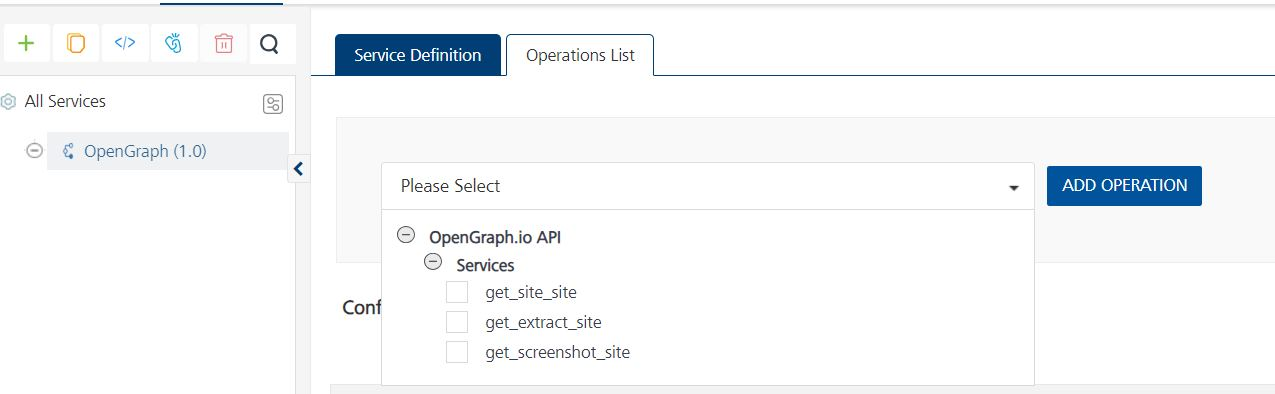 Service Definition
Operations List
All Services
OpenGraph (1.0)
Please Select
ADD OPERATION
OpenGraph.io API
Services
get_site_site
get_extract_site
get_screenshot_site
Conf